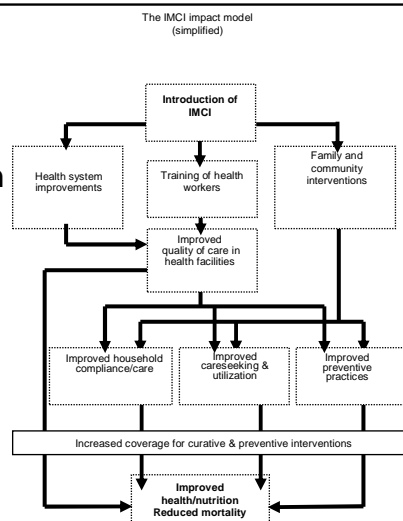 The IMCI impact model
(simplified)
Introduction of
IMCI
Health system
improvements
Training of health
workers
Family and
community
interventions
Improved
quality of care in
health facilities
Improved household
compliance/care
Improved
careseeking &
utilization
Improved
preventive
practices
Increased coverage for curative & preventive interventions
Improved
health/nutrition
Reduced mortality